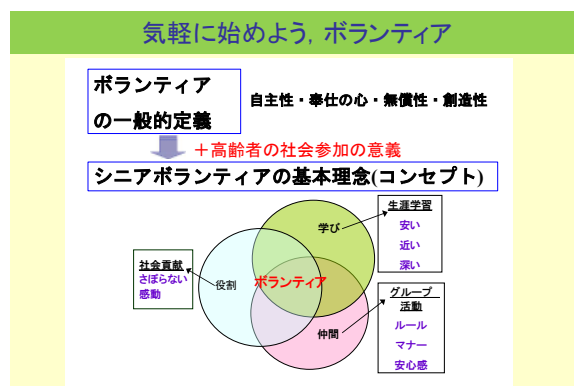 気軽に始めよう，ボランティア
ボランティア
の一般的定義
自主性・奉仕の心・無償性・創造性
＋高齢者の社会参加の意義
シニアボランティアの基本理念(コンセプト)
生涯学習
安い
近い
深い
学び
社会貢献
さぼらない
感動
役割
ボランティア
グループ
活動
ルール
マナー
安心感
仲間